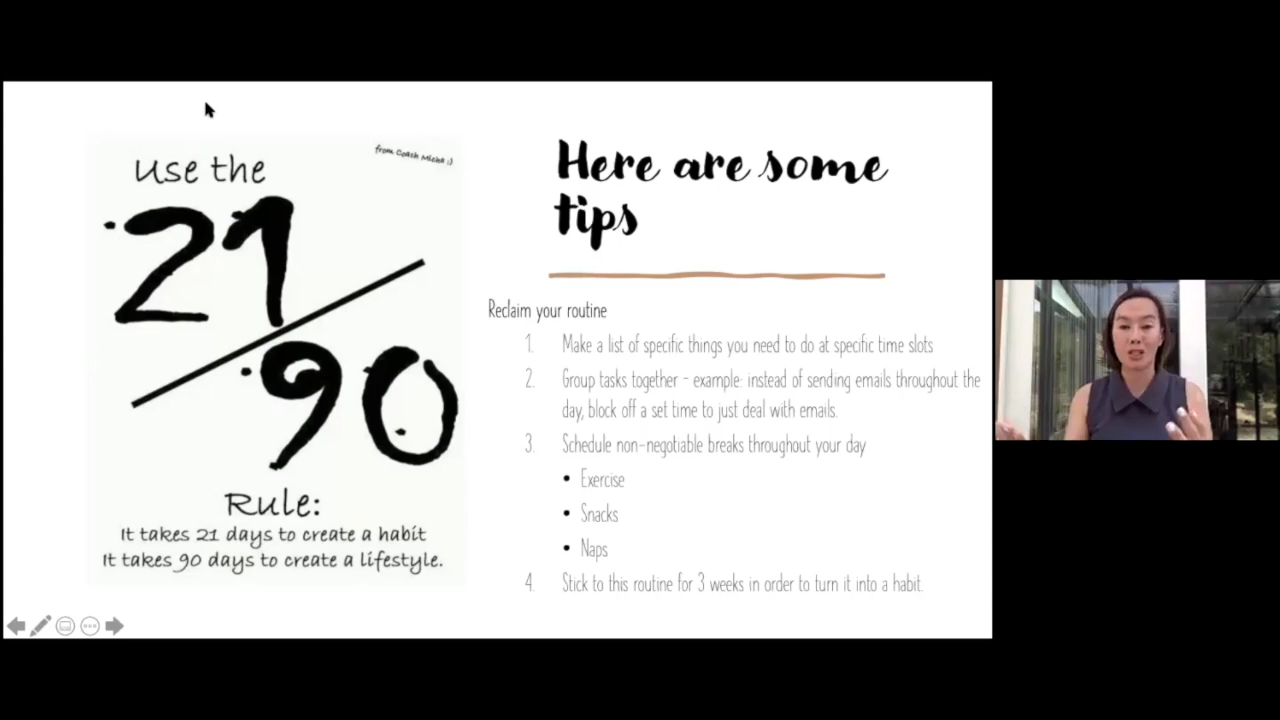 from Coach Micha :)
Use the
21
90
Rule:
It takes 21 days to create a habit
It takes 90 days to create a lifestyle.
Here are some
tips
Reclaim your routine
1. Make a list of specific things you need to do at specific time slots
2. Group tasks together - example: instead of sending emails throughout the
day, block off a set time to just deal with emails.
3. Schedule non-negotiable breaks throughout your day
• Exercise
• Snacks
• Naps
4. Stick to this routine for 3 weeks in order to turn it into a habit.